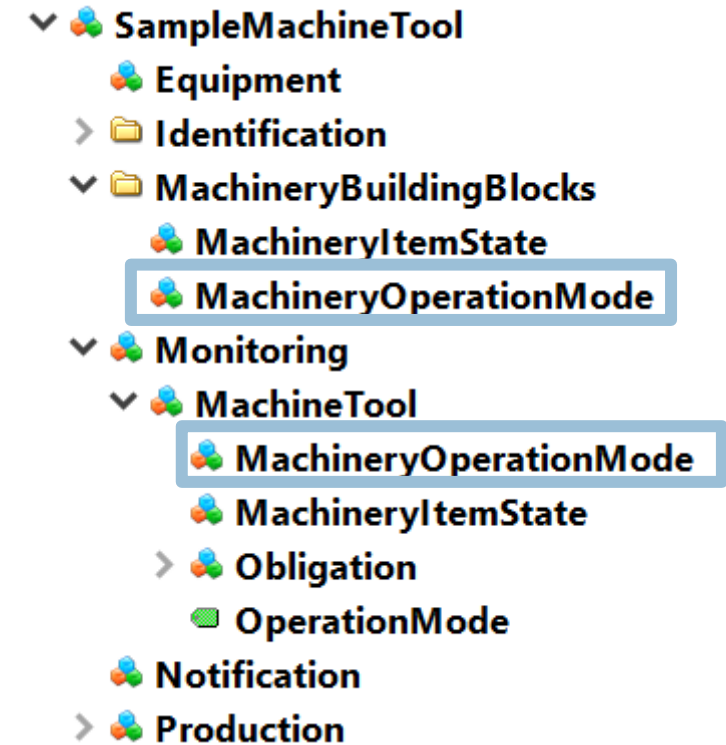 SampleMachineTool
Equipment
Identification
MachineryBuildingBlocks
MachineryItemState
MachineryOperationMode
Monitoring
MachineTool
MachineryOperationMode
MachineryItemState
Obligation
OperationMode
Notification
Production